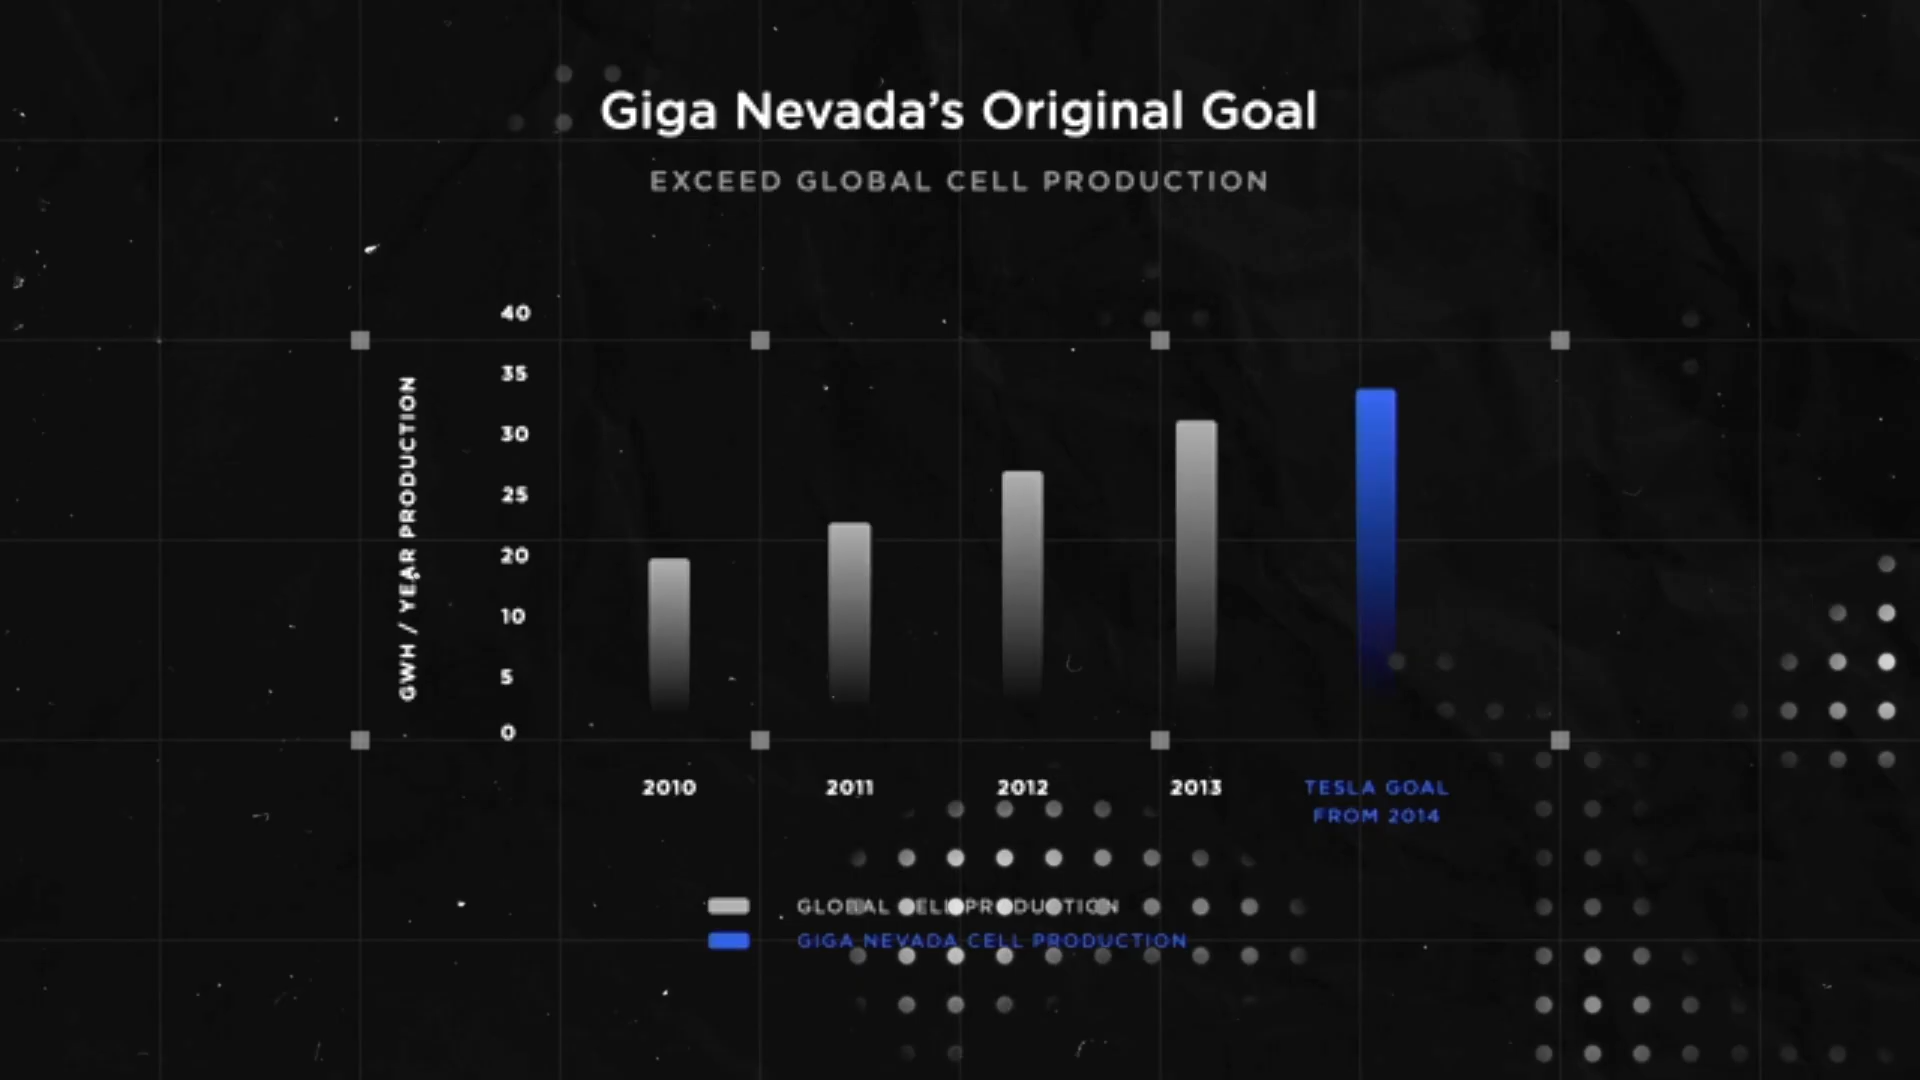 Giga Nevada’s Original Goal
EXCEED GLOBAL CELL PRODUCTION
GWH / YEAR PRODUCTION
40
35
30
25
20
10
5
0
2010
2011
2012
2013
TESLA GOAL
FROM 2014
GLOBAL CELL PRODUCTION
GIGA NEVADA CELL PRODUCTION